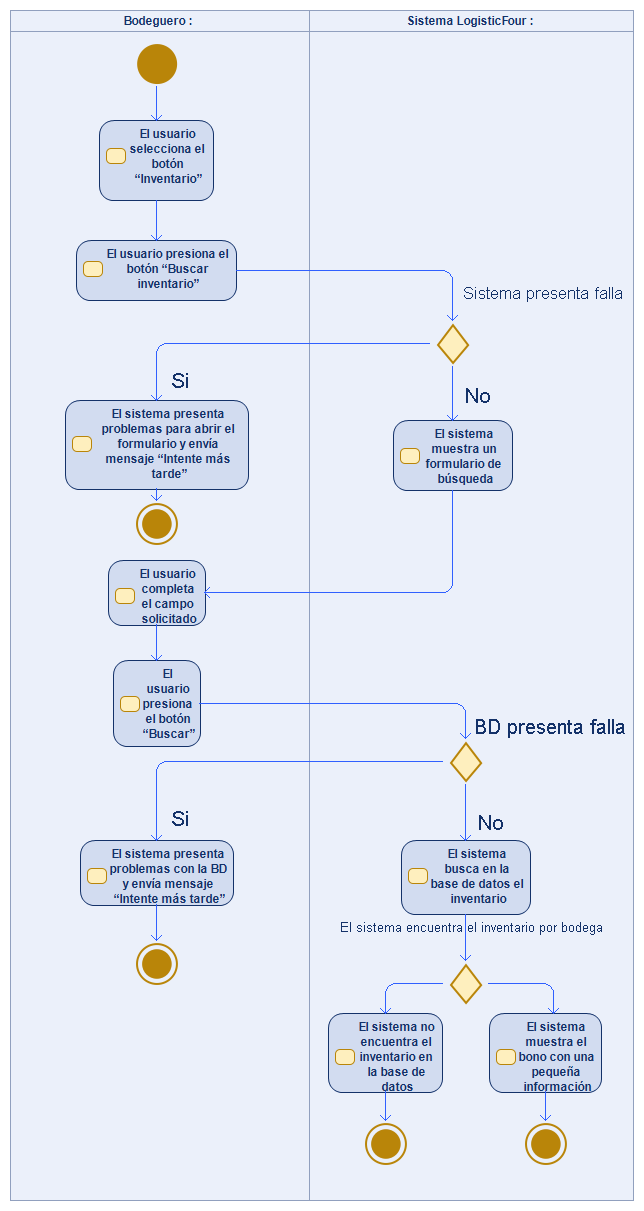 Bodeguero :
Sistema LogisticFour :
El usuario
selecciona el
botón
“Inventario”
El usuario presiona el
botón “Buscar
inventario”
Sistema presenta falla
Si
No
El sistema presenta
problemas para abrir el
formulario y envía
mensaje “Intente más
tarde”
El sistema
muestra un
formulario de
búsqueda
El usuario
completa
el campo
solicitado
El
usuario
presiona
el botón
“Buscar”
BD presenta falla
Si
No
El sistema presenta
problemas con la BD
y envía mensaje
“Intente más tarde”
El sistema
busca en la
base de datos el
inventario
El sistema encuentra el inventario por bodega
El sistema no
encuentra el
inventario en
la base de
datos
El sistema
muestra el
bono con una
pequeña
información